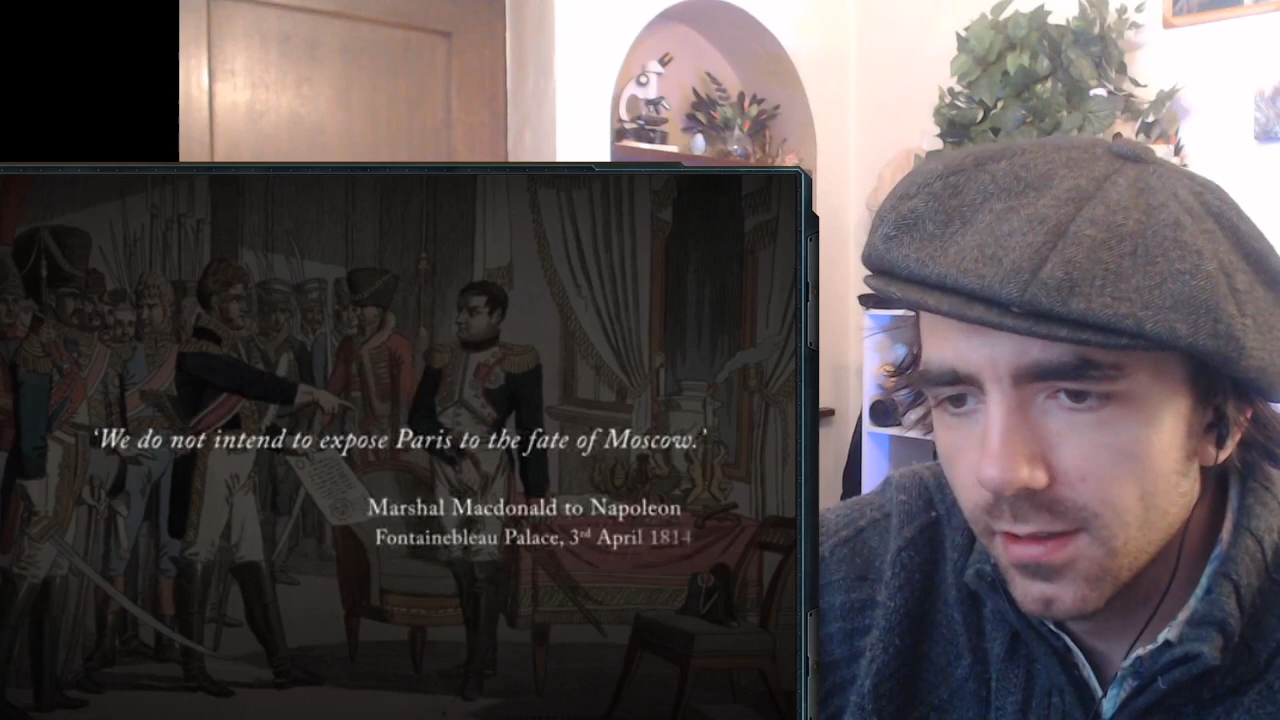 ‘We do not intend to expose Paris to the fate of Moscow.’
Marshal Macdonald to Napoleon
Fontainebleau Palace, 3rd April 1814